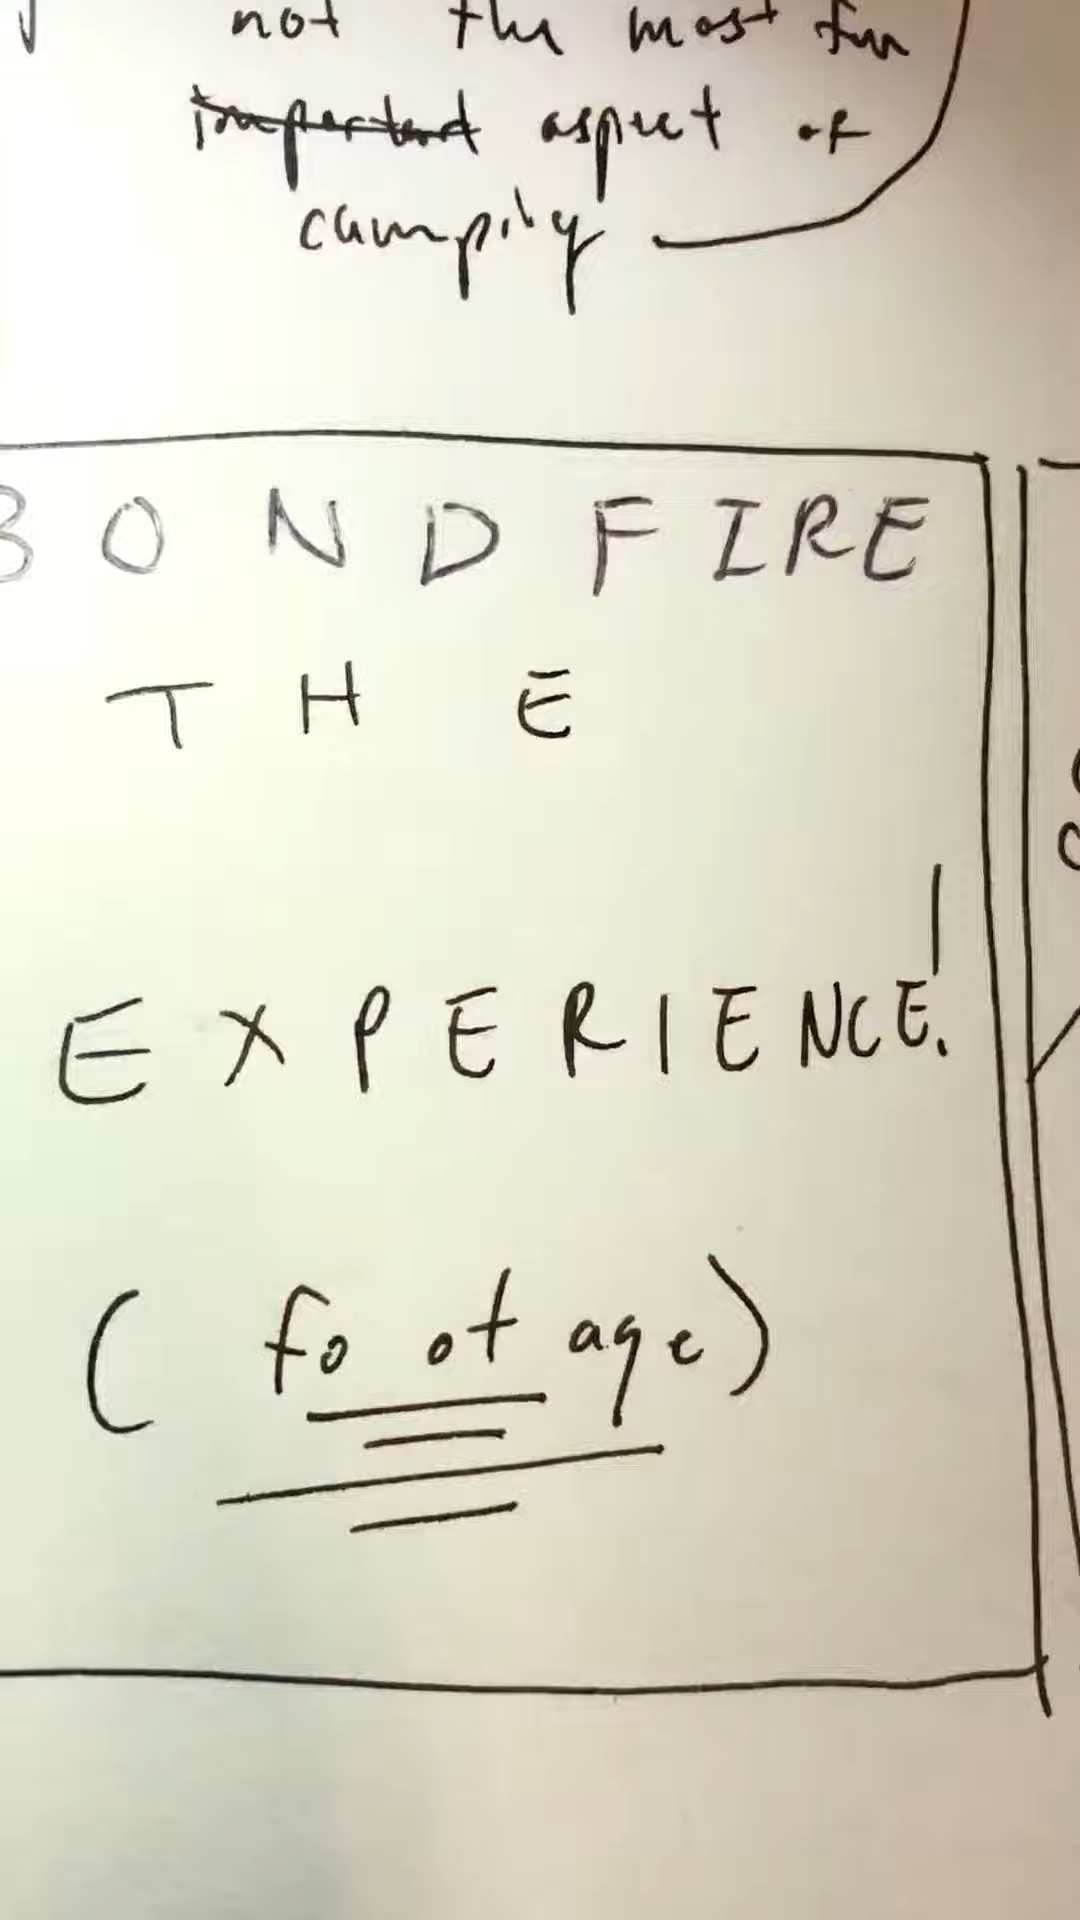 not the most fun
important aspect of
camping
BONDFIRE
THE
EXPERIENCE!
(footage)